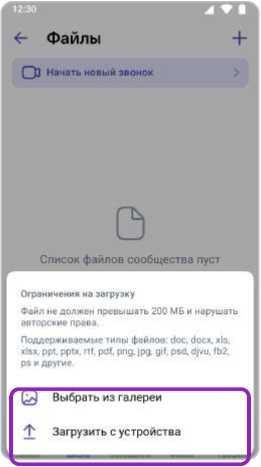 12:30
Файлы
Начать новый звонок
Список файлов сообщества пуст
Ограничения на загрузку
Файл не должен превышать 200 МБ и нарушать
авторские права.
Поддерживаемые типы файлов: doc, docx, xls,
xlsx, ppt, pptx, rtf, pdf, png, jpg, gif, psd, djvu, fb2,
ps и другие.
Выбрать из галереи
Загрузить с устройства